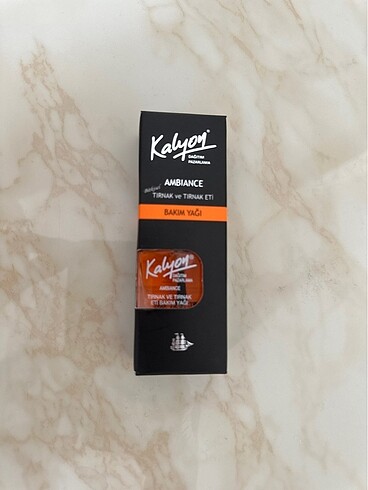 Kalyon®
DAĞITIM
PAZARLAMA
AMBIANCE
TIRNAK ve TIRNAK ETİ
BAKIM YAĞI
Kalyon®
DAĞITIM
PAZARLAMA
AMBIANCE
TIRNAK VE TIRNAK
ETİ BAKIM YAĞI